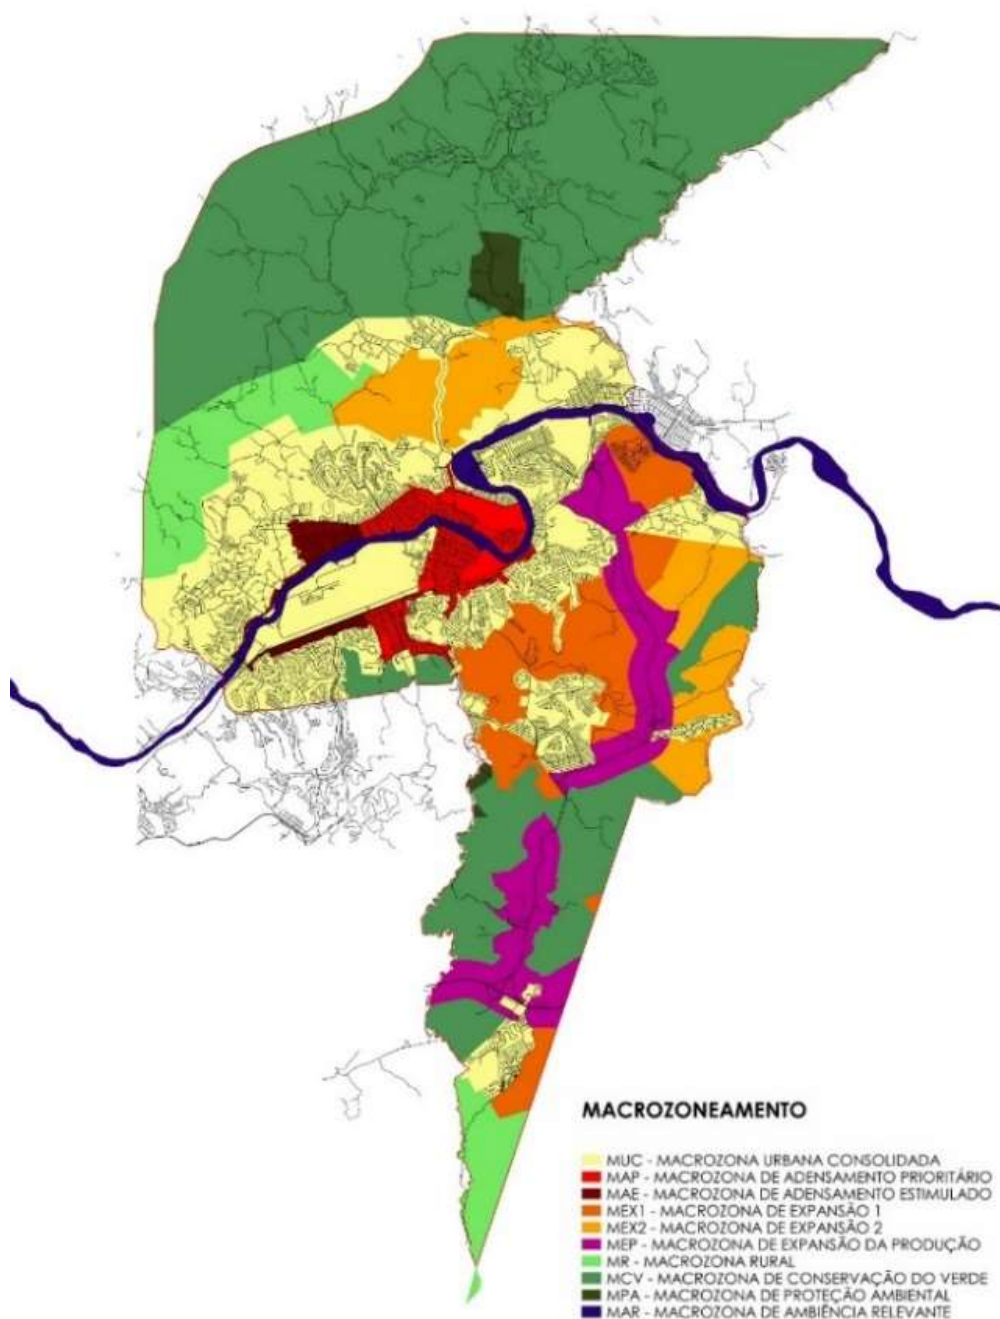 MACROZONEAMENTO
MUC - MACROZONA URBANA CONSOLIDADA
MAP - MACROZONA DE ADENSAMENTO PRIORITÁRIO
MAE - MACROZONA DE ADENSAMENTO ESTIMULADO
MEX1 - MACROZONA DE EXPANSÃO 1
MEX2 - MACROZONA DE EXPANSÃO 2
MEP - MACROZONA DE EXPANSÃO DA PRODUÇÃO
MR - MACROZONA RURAL
MCV - MACROZONA DE CONSERVAÇÃO DO VERDE
MPA - MACROZONA DE PROTEÇÃO AMBIENTAL
MAR - MACROZONA DE AMBIÊNCIA RELEVANTE